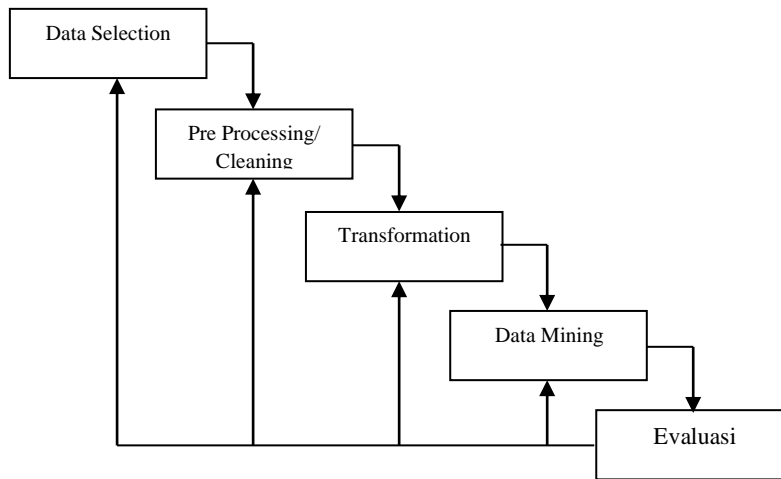 Data Selection
Pre Processing/
Cleaning
Transformation
Data Mining
Evaluasi